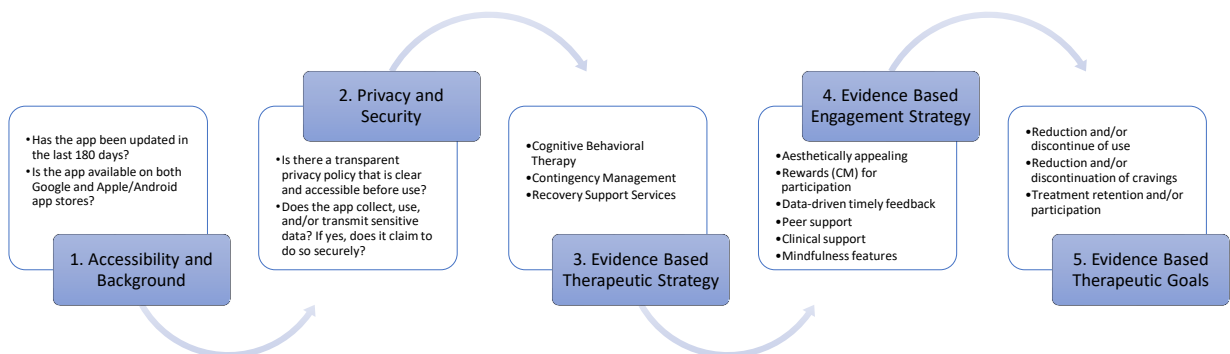 • Has the app been updated in
the last 180 days?
• Is the app available on both
Google and Apple/Android
app stores?
1. Accessibility and
Background
2. Privacy and
Security
• Is there a transparent
privacy policy that is clear
and accessible before use?
• Does the app collect, use,
and/or transmit sensitive
data? If yes, does it claim to
do so securely?
•Cognitive Behavioral
Therapy
•Contingency Management
•Recovery Support Services
3. Evidence Based
Therapeutic Strategy
4. Evidence Based
Engagement Strategy
•Aesthetically appealing
•Rewards (CM) for
participation
•Data-driven timely feedback
•Peer support
•Clinical support
•Mindfulness features
•Reduction and/or
discontinue of use
•Reduction and/or
discontinuation of cravings
•Treatment retention and/or
participation
5. Evidence Based
Therapeutic Goals